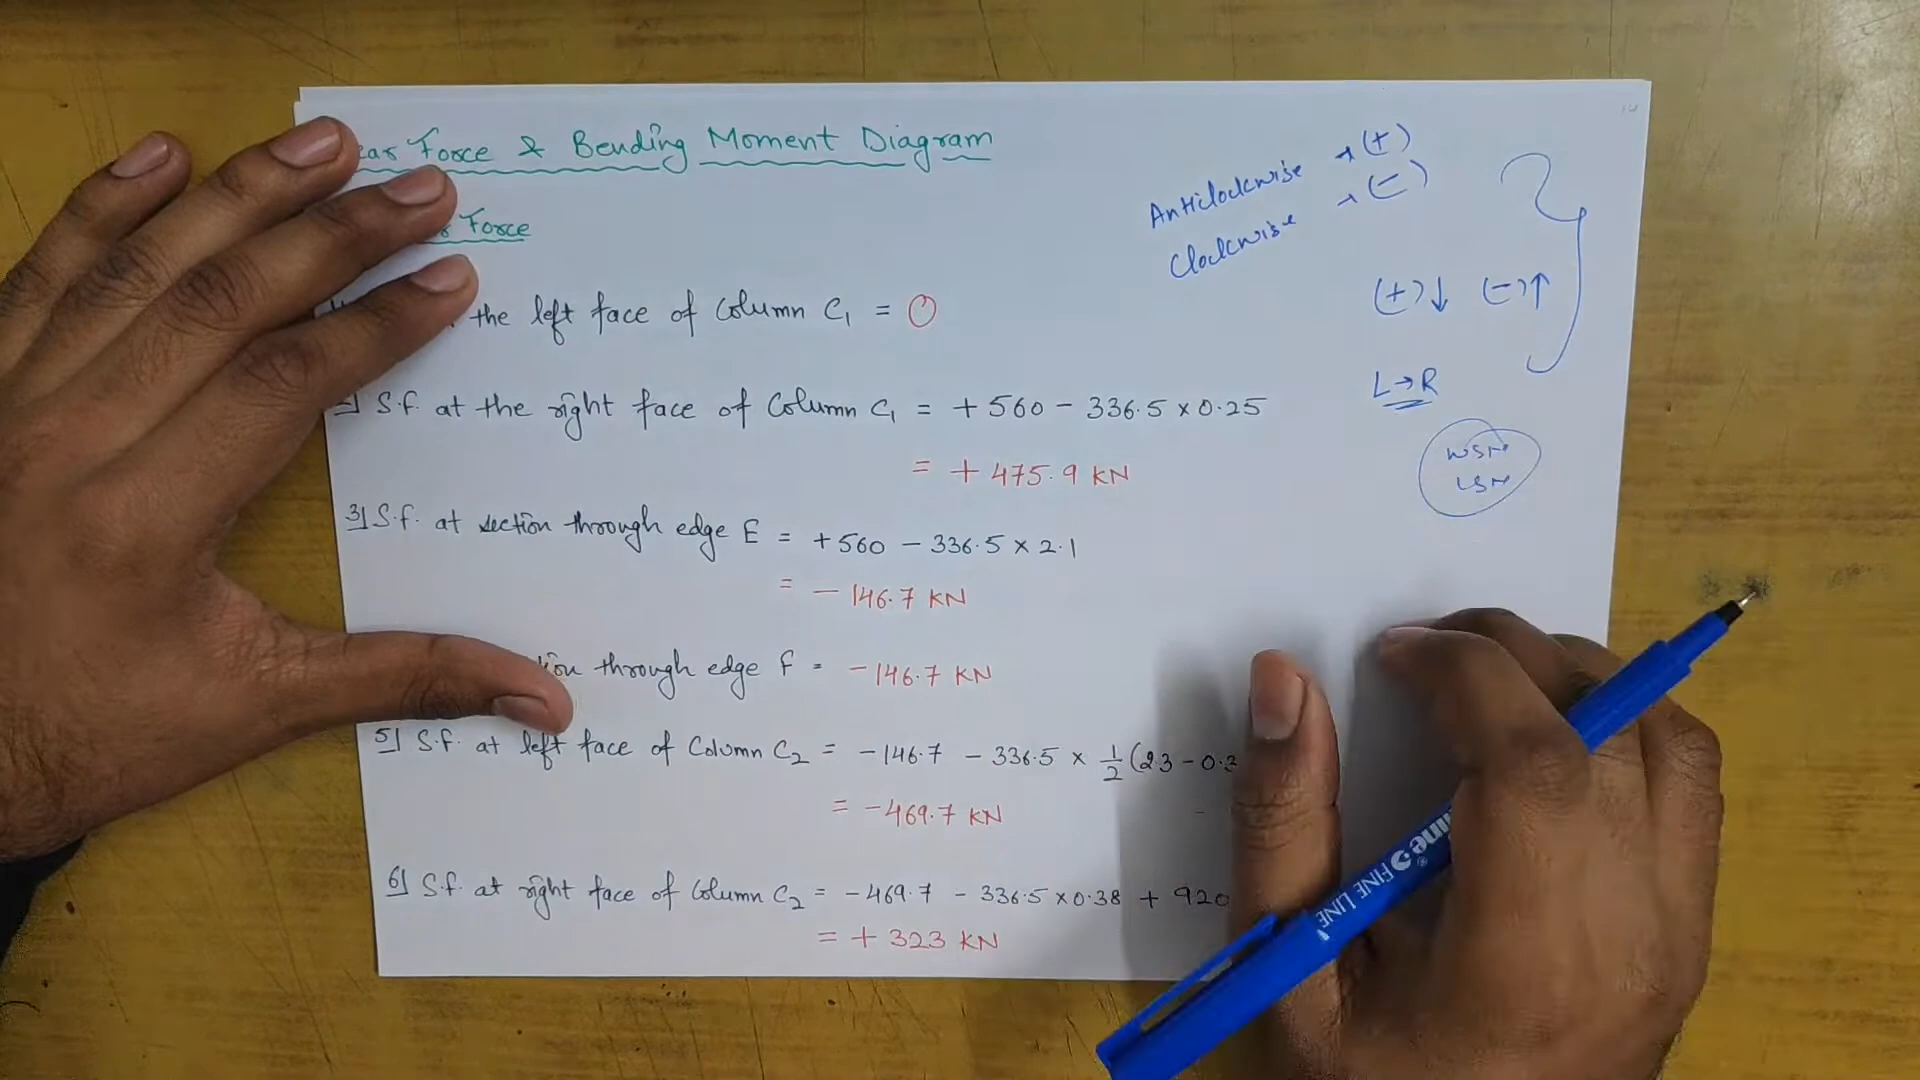 Force & Bending Moment Diagram
Force
the left face of Column C1 = 0
S.f. at the right face of Column C1 = +560 - 336.5 x 0.25
= + 475.9 KN
3] S.f. at section through edge E = +560 - 336.5 x 2.1
= - 146.7 KN
through edge f = -146.7 KN
5] S.f. at left face of Column C2 = -146.7 - 336.5 x 1/2 (2.3 - 0.3
= -469.7 KN
6] S.f. at right face of Column C2 = -469.7 - 336.5 x 0.38 + 920
= + 323 KN
Anticlockwise → (+)
Clockwise → (-)
(+)↓ (-)↑
L→R
WSM
LSM
FINE LINE